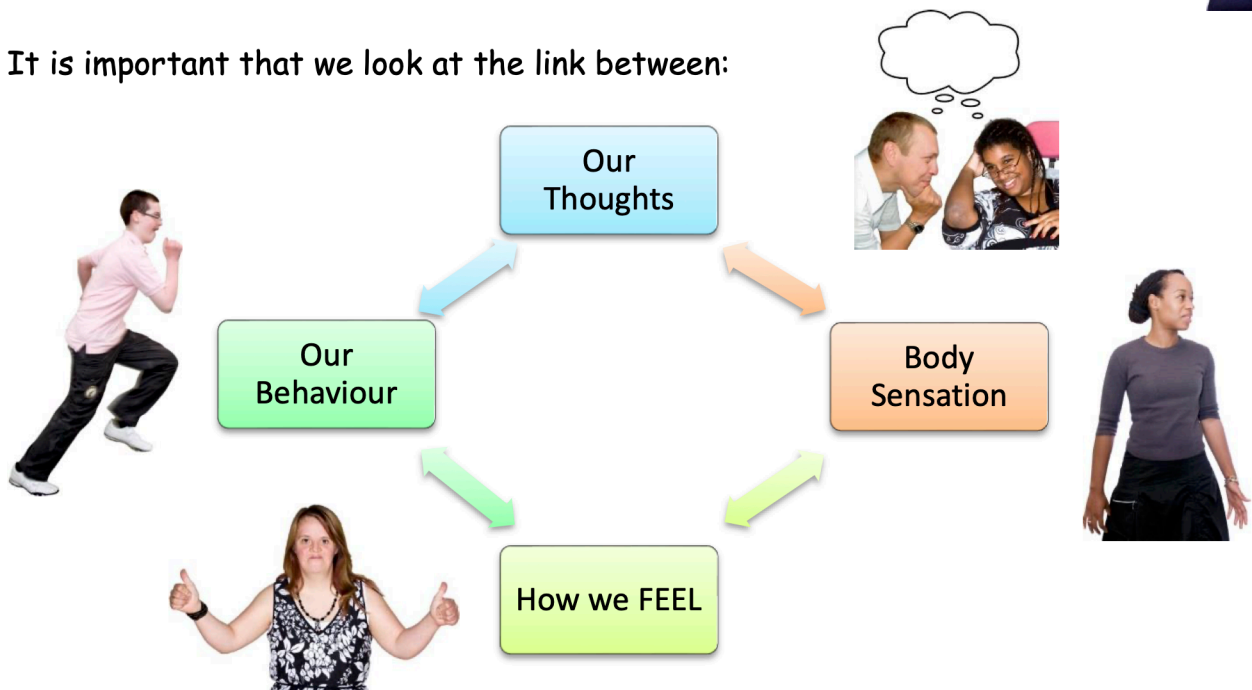 It is important that we look at the link between:
Our
Thoughts
Our
Behaviour
Body
Sensation
How we FEEL